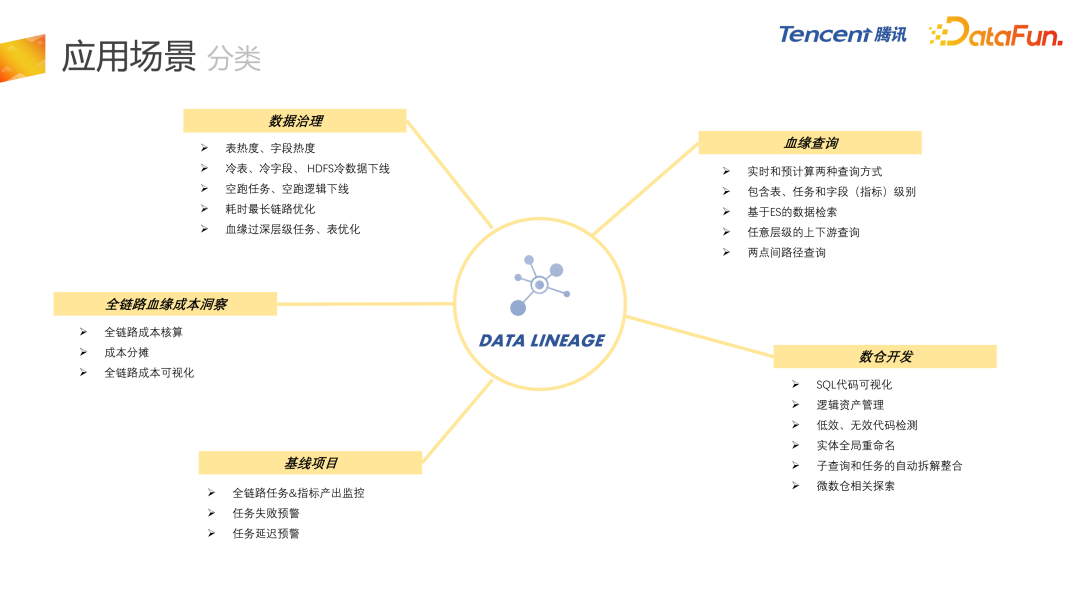 应用场景 分类
Tencent 腾讯
DataFun.
数据治理
表热度、字段热度
冷表、冷字段、 HDFS冷数据下线
空跑任务、空跑逻辑下线
耗时最长链路优化
血缘过深层级任务、表优化
血缘查询
实时和预计算两种查询方式
包含表、任务和字段（指标）级别
基于ES的数据检索
任意层级的上下游查询
两点间路径查询
全链路血缘成本洞察
全链路成本核算
成本分摊
全链路成本可视化
DATA LINEAGE
数仓开发
SQL代码可视化
逻辑资产管理
低效、无效代码检测
实体全局重命名
子查询和任务的自动拆解整合
微数仓相关探索
基线项目
全链路任务&指标产出监控
任务失败预警
任务延迟预警